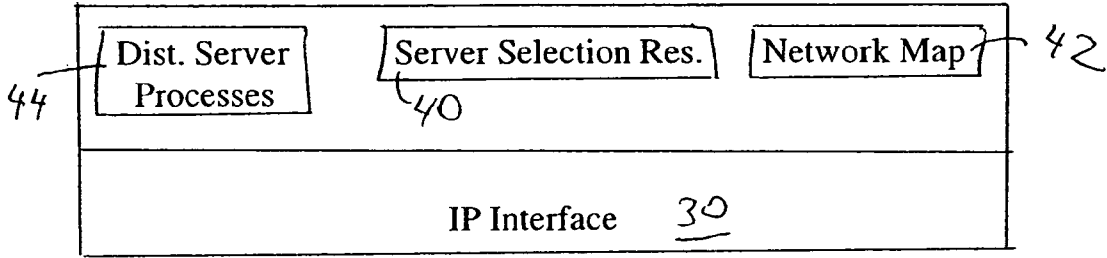 Dist. Server
Processes
Server Selection Res.
Network Map
42
44
40
IP Interface 30